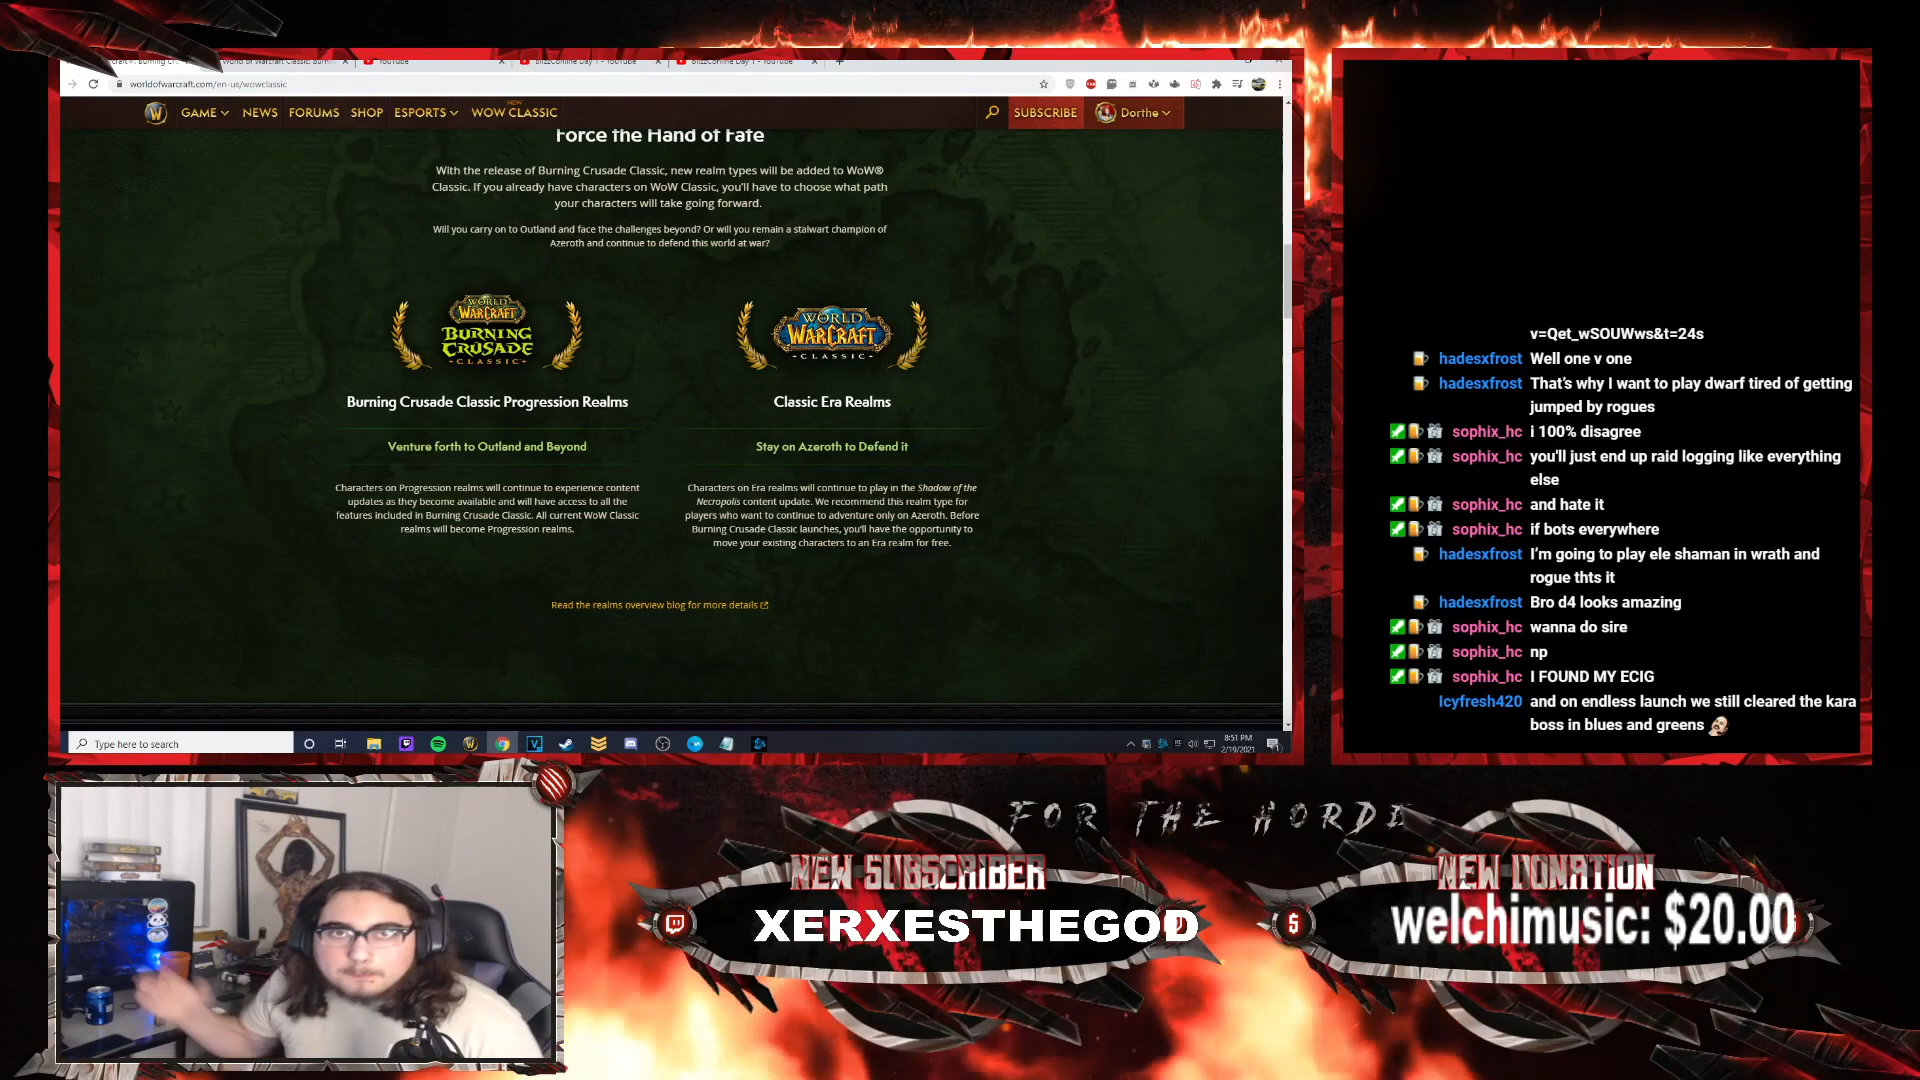 YouTube
BlizzConline Day 1 - YouTube
BlizzConline Day 1 - YouTube
worldofwarcraft.com/en-us/wowclassic
GAME
NEWS
FORUMS
SHOP
ESPORTS
NEW
WOW CLASSIC
SUBSCRIBE
Dorthe
Force the Hand of Fate
With the release of Burning Crusade Classic, new realm types will be added to WoW®
Classic. If you already have characters on WoW Classic, you'll have to choose what path
your characters will take going forward.
Will you carry on to Outland and face the challenges beyond? Or will you remain a stalwart champion of
Azeroth and continue to defend this world at war?
WORLD
WARCRAFT
BURNING
CRUSADE
CLASSIC
WORLD
WARCRAFT
CLASSIC
Burning Crusade Classic Progression Realms
Venture forth to Outland and Beyond
Characters on Progression realms will continue to experience content
updates as they become available and will have access to all the
features included in Burning Crusade Classic. All current WoW Classic
realms will become Progression realms.
Classic Era Realms
Stay on Azeroth to Defend it
Characters on Era realms will continue to play in the Shadow of the
Necropolis content update. We recommend this realm type for
players who want to continue to adventure only on Azeroth. Before
Burning Crusade Classic launches, you'll have the opportunity to
move your existing characters to an Era realm for free.
Read the realms overview blog for more details
Type here to search
8:51 PM
2/19/2021
v=Qet_wSOUWws&t=24s
hadesxfrost Well one v one
hadesxfrost That's why I want to play dwarf tired of getting
jumped by rogues
sophix_hc i 100% disagree
sophix_hc you'll just end up raid logging like everything
else
sophix_hc and hate it
sophix_hc if bots everywhere
hadesxfrost I'm going to play ele shaman in wrath and
rogue thts it
hadesxfrost Bro d4 looks amazing
sophix_hc wanna do sire
sophix_hc np
sophix_hc I FOUND MY ECIG
Icyfresh420 and on endless launch we still cleared the kara
boss in blues and greens
FOR THE HORDE
NEW SUBSCRIBER
XERXESTHEGOD
NEW DONATION
welchimusic: $20.00